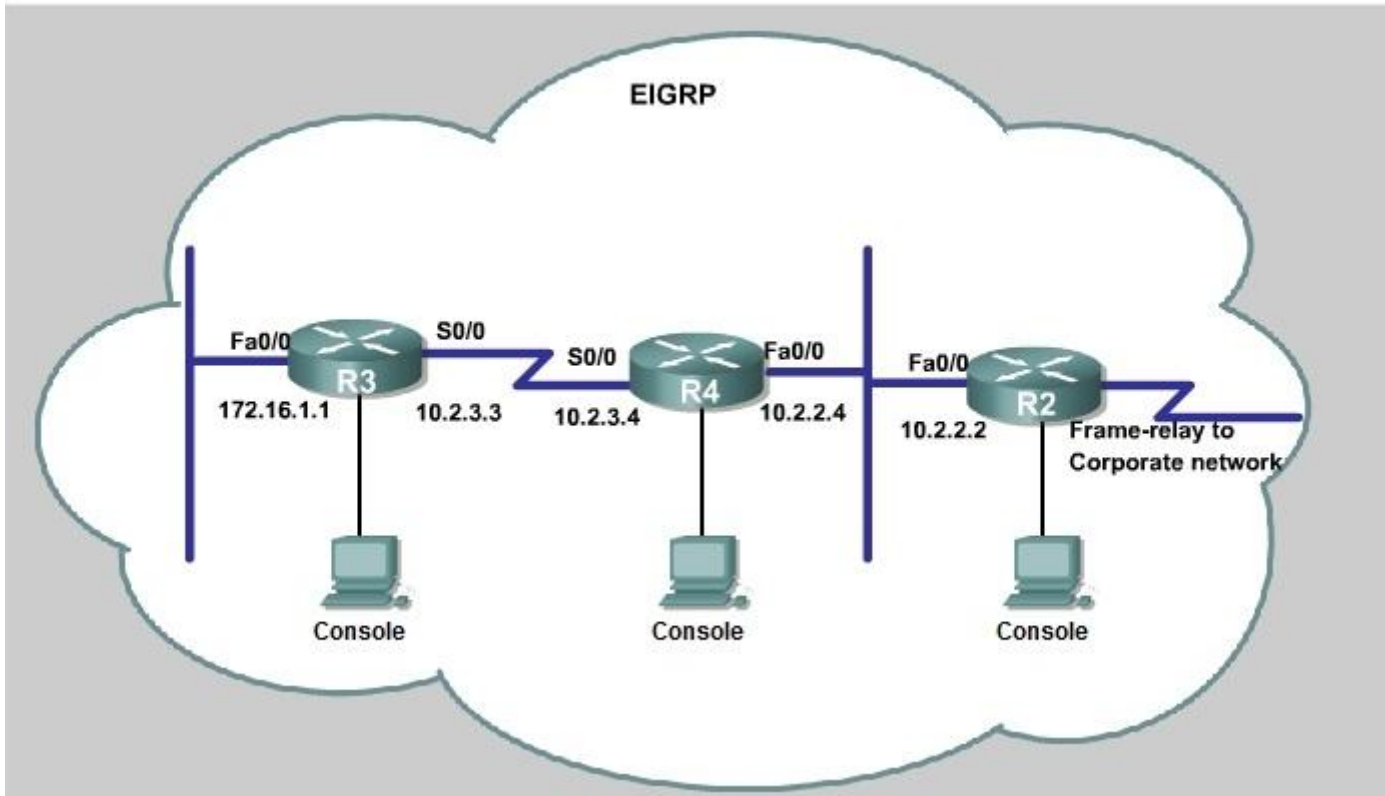 EIGRP
Fa0/0
S0/0
S0/0
Fa0/0
Fa0/0
R3
R4
R2
172.16.1.1
10.2.3.3
10.2.3.4
10.2.2.4
10.2.2.2
Frame-relay to
Corporate network
Console
Console
Console